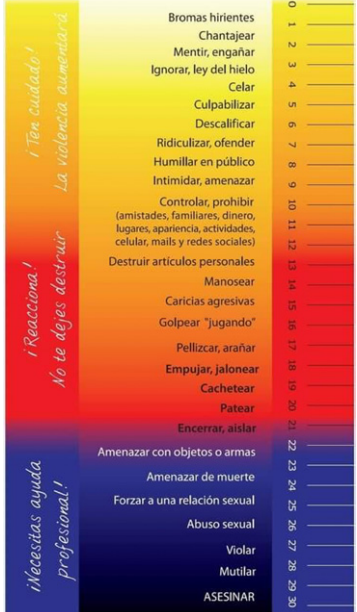 ¡Ten cuidado!
La violencia aumentará
¡Reacciona!
No te dejes destruir
¡Necesitas ayuda
profesional!
Bromas hirientes
Chantajear
Mentir, engañar
Ignorar, ley del hielo
Celar
Culpabilizar
Descalificar
Ridiculizar, ofender
Humillar en público
Intimidar, amenazar
Controlar, prohibir
(amistades, familiares, dinero,
lugares, apariencia, actividades,
celular, mails y redes sociales)
Destruir artículos personales
Manosear
Caricias agresivas
Golpear "jugando"
Pellizcar, arañar
Empujar, jalonear
Cachetear
Patear
Encerrar, aislar
Amenazar con objetos o armas
Amenazar de muerte
Forzar a una relación sexual
Abuso sexual
Violar
Mutilar
ASESINAR
0
1
2
3
4
5
6
7
8
9
10
11
12
13
14
15
16
17
18
19
20
21
22
23
24
25
26
27
28
29
30